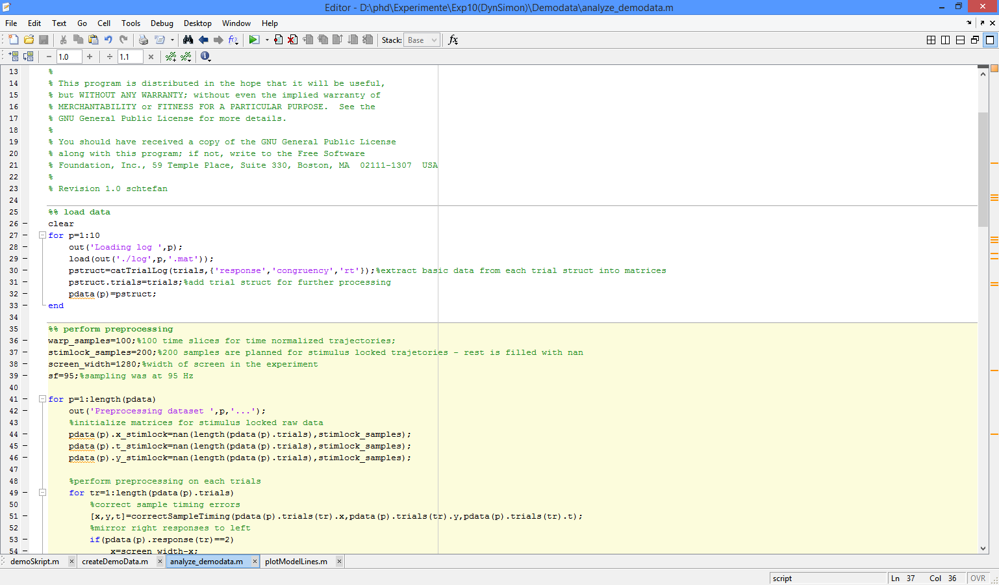 Editor - D:\phd\Experimente\Exp10(DynSimon)\Demodata\analyze_demodata.m
File Edit Text Go Cell Tools Debug Desktop Window Help
Stack: Base fx
− 1.0 + ÷ 1.1 ×
13 %
14 % This program is distributed in the hope that it will be useful,
15 % but WITHOUT ANY WARRANTY; without even the implied warranty of
16 % MERCHANTABILITY or FITNESS FOR A PARTICULAR PURPOSE.  See the
17 % GNU General Public License for more details.
18 %
19 % You should have received a copy of the GNU General Public License
20 % along with this program; if not, write to the Free Software
21 % Foundation, Inc., 59 Temple Place, Suite 330, Boston, MA  02111-1307  USA
22 %
23 % Revision 1.0 schtefan
24
25 %% load data
26 – clear
27 – for p=1:10
28 – out('Loading log ',p);
29 – load(out('./log',p,'.mat'));
30 – pstruct=catTrialLog(trials,{'response','congruency','rt'});%extract basic data from each trial struct into matrices
31 – pstruct.trials=trials;%add trial struct for further processing
32 – pdata(p)=pstruct;
33 – end
34
35 %% perform preprocessing
36 – warp_samples=100;%100 time slices for time normalized trajectories;
37 – stimlock_samples=200;%200 samples are planned for stimulus locked trajetories - rest is filled with nan
38 – screen_width=1280;%width of screen in the experiment
39 – sf=95;%sampling was at 95 Hz
40
41 – for p=1:length(pdata)
42 – out('Preprocessing dataset ',p,'...');
43 %initialize matrices for stimulus locked raw data
44 – pdata(p).x_stimlock=nan(length(pdata(p).trials),stimlock_samples);
45 – pdata(p).t_stimlock=nan(length(pdata(p).trials),stimlock_samples);
46 – pdata(p).y_stimlock=nan(length(pdata(p).trials),stimlock_samples);
47
48 %perform preprocessing on each trials
49 – for tr=1:length(pdata(p).trials)
50 %correct sample timing errors
51 – [x,y,t]=correctSampleTiming(pdata(p).trials(tr).x,pdata(p).trials(tr).y,pdata(p).trials(tr).t);
52 %mirror right responses to left
53 – if(pdata(p).response(tr)==2)
54 – x=screen_width-x;
demoSkript.m × createDemoData.m × analyze_demodata.m × plotModelLines.m ×
script Ln 37 Col 36 OVR